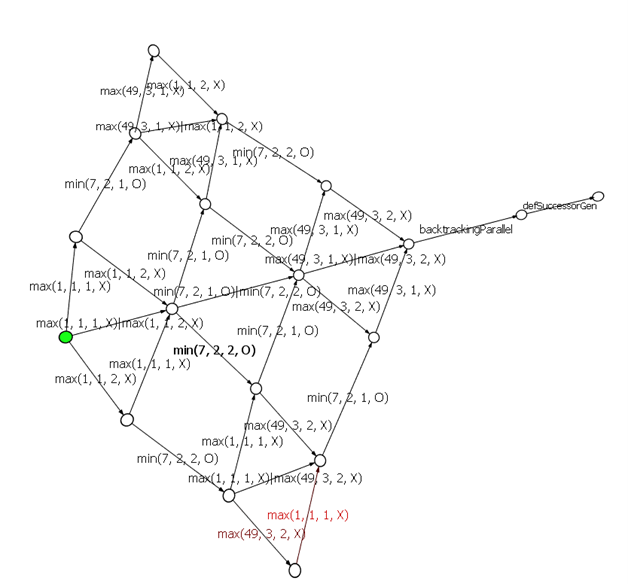 max(1, 1, 2, X)
max(49, 3, 1, X)
max(49, 3, 1, X)|max(1, 1, 2, X)
min(7, 2, 2, O)
max(49, 3, 1, X)
max(1, 1, 2, X)
min(7, 2, 1, O)
defSuccessorGen
max(49, 3, 2, X)
backtrackingParallel
max(49, 3, 1, X)
min(7, 2, 2, O)
min(7, 2, 1, O)
max(49, 3, 1, X)|max(49, 3, 2, X)
max(1, 1, 2, X)
max(1, 1, 1, X)
min(7, 2, 1, O)|min(7, 2, 2, O)
max(49, 3, 1, X)
max(49, 3, 2, X)
max(1, 1, 1, X)|max(1, 1, 2, X)
min(7, 2, 1, O)
min(7, 2, 2, O)
max(1, 1, 1, X)
max(1, 1, 2, X)
min(7, 2, 1, O)
max(49, 3, 2, X)
max(1, 1, 1, X)
min(7, 2, 2, O)
max(1, 1, 1, X)|max(49, 3, 2, X)
max(1, 1, 1, X)
max(49, 3, 2, X)